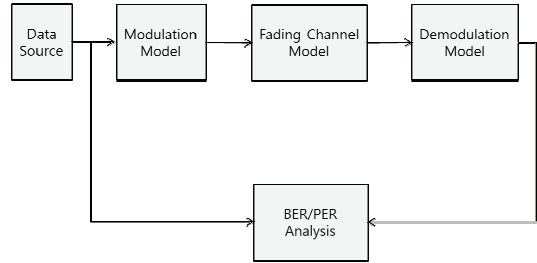 Data
Source
Modulation
Model
Fading Channel
Model
Demodulation
Model
BER/PER
Analysis